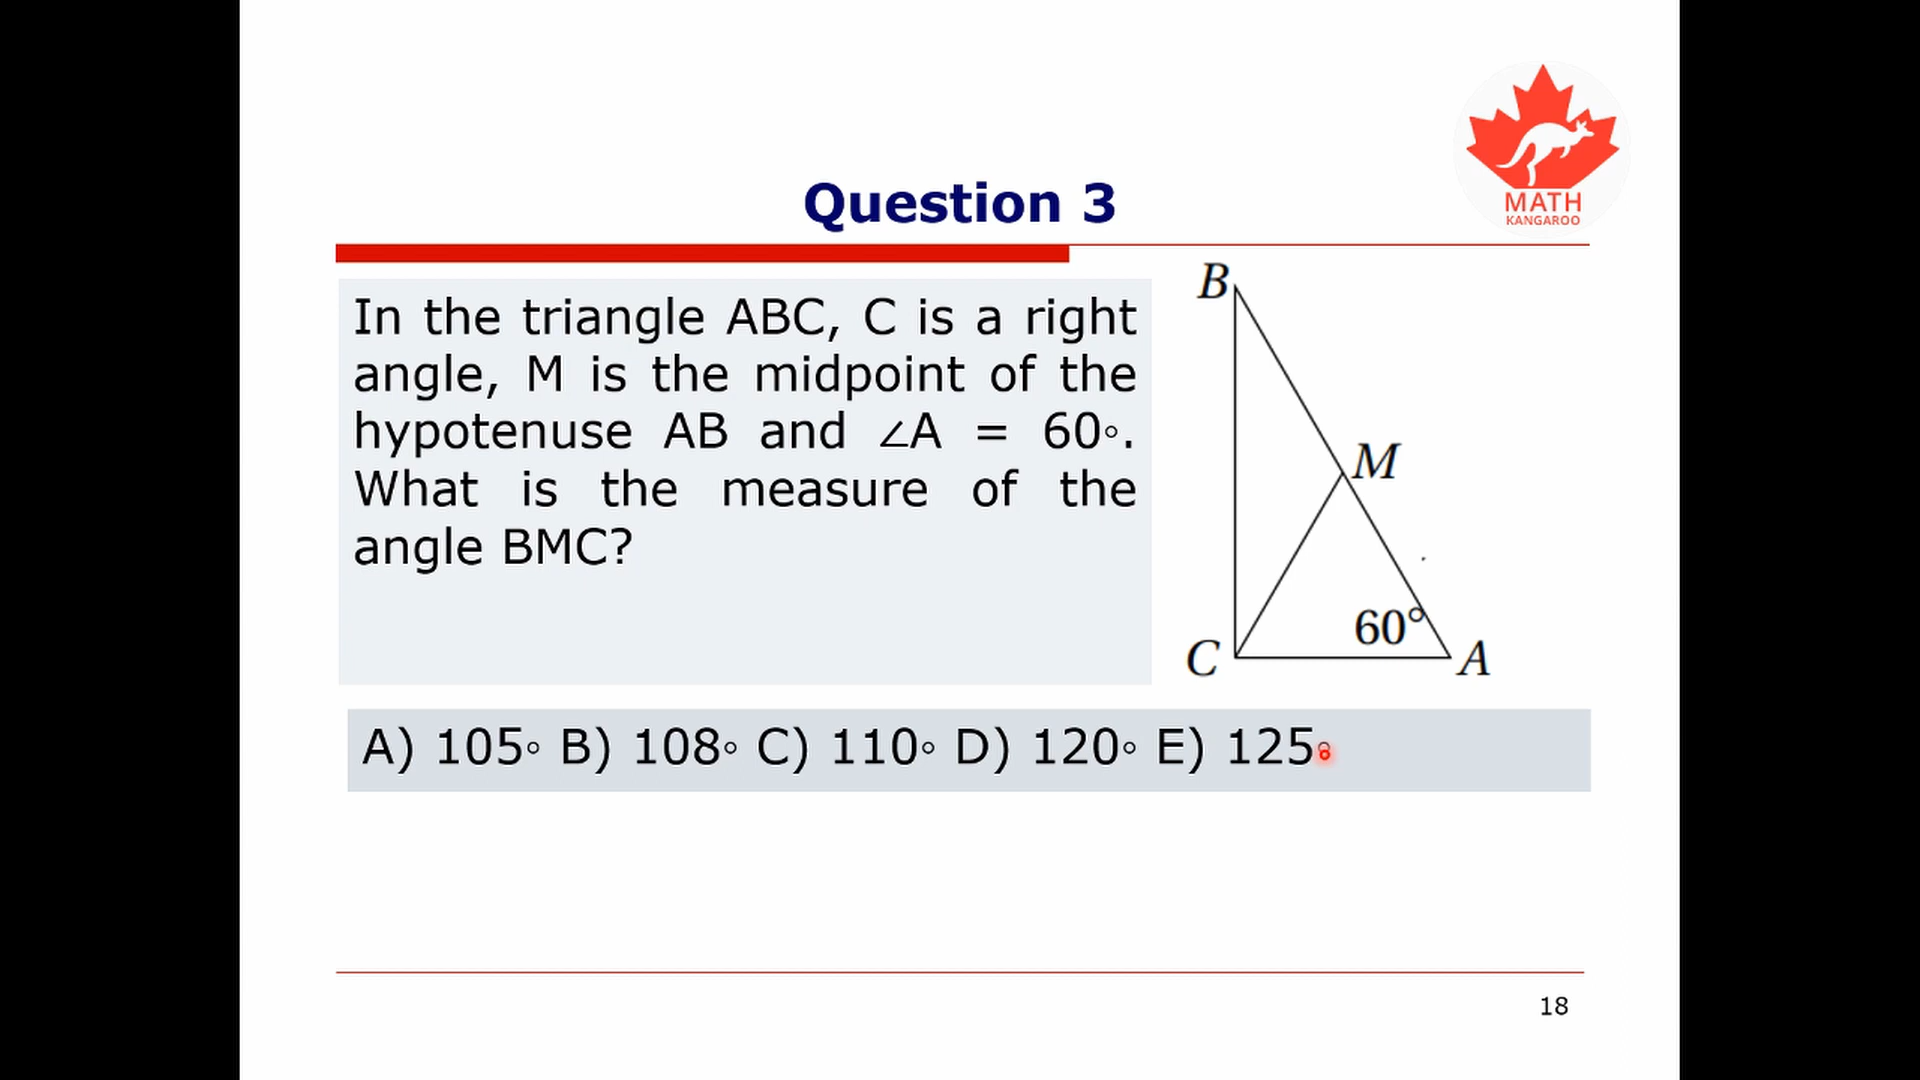 MATH
KANGAROO
Question 3
In the triangle ABC, C is a right
angle, M is the midpoint of the
hypotenuse AB and ∠A = 60◦.
What is the measure of the
angle BMC?
B
M
60°
C
A
A) 105◦ B) 108◦ C) 110◦ D) 120◦ E) 125◦
18